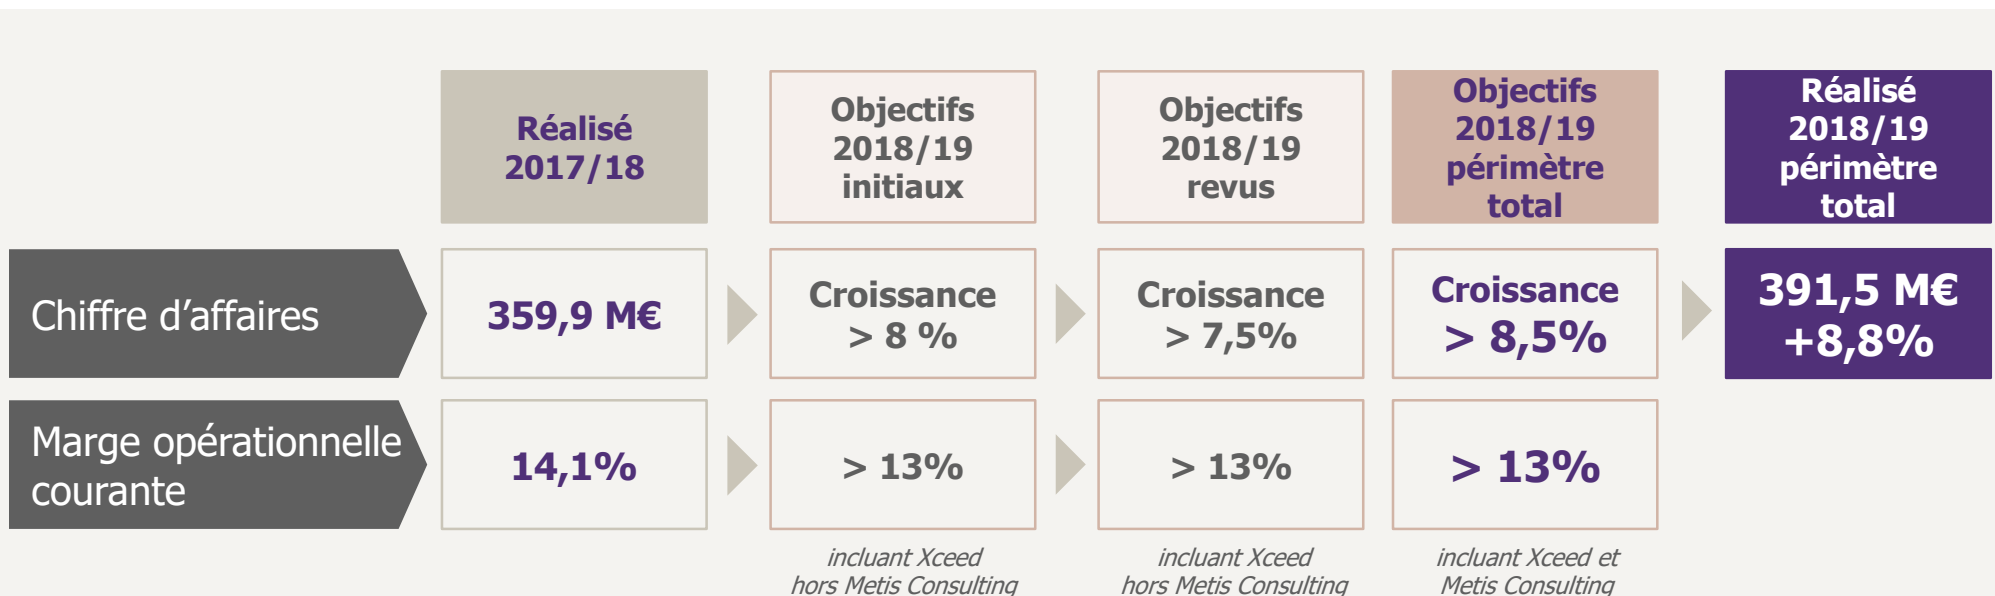 Réalisé
2017/18
Objectifs
2018/19
initiaux
Objectifs
2018/19
revus
Objectifs
2018/19
périmètre
total
Réalisé
2018/19
périmètre
total
Chiffre d’affaires
359,9 M€
Croissance
> 8 %
Croissance
> 7,5%
Croissance
> 8,5%
391,5 M€
+8,8%
Marge opérationnelle
courante
14,1%
> 13%
> 13%
> 13%
incluant Xceed
hors Metis Consulting
incluant Xceed
hors Metis Consulting
incluant Xceed et
Metis Consulting